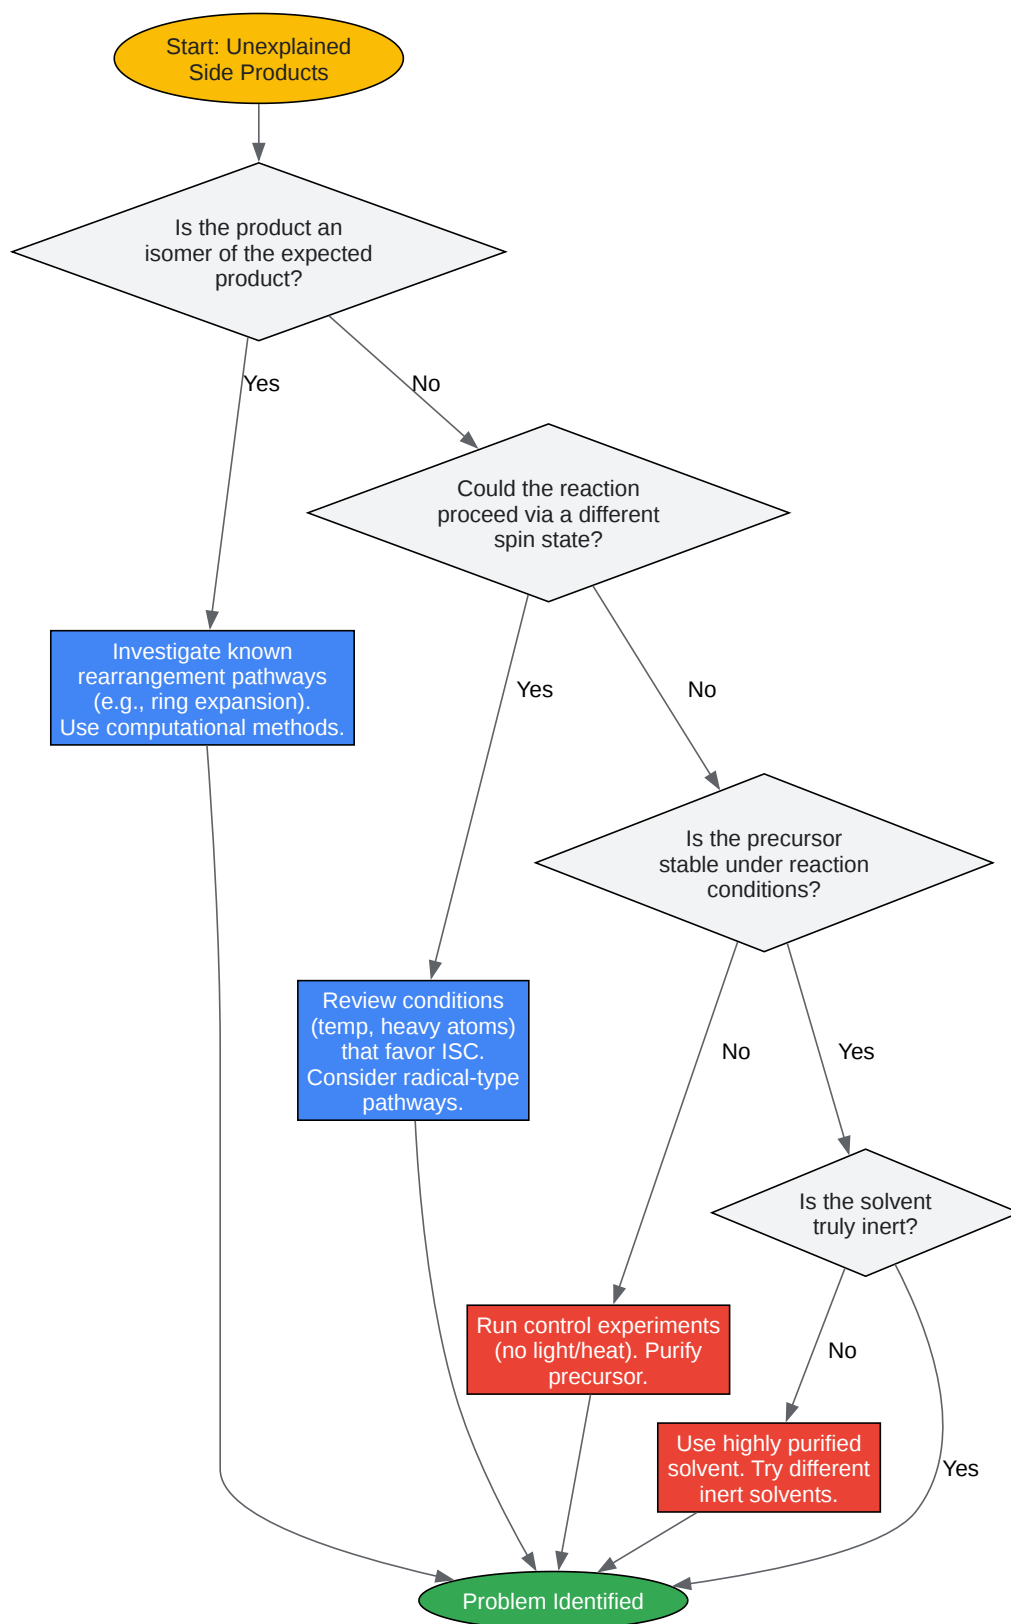 Start: Unexplained
Side Products
Is the product an
isomer of the expected
product?
Yes
No
Could the reaction
proceed via a different
spin state?
Investigate known
rearrangement pathways
(e.g., ring expansion).
Use computational methods.
Yes
No
Is the precursor
stable under reaction
conditions?
Review conditions
(temp, heavy atoms)
that favor ISC.
Consider radical-type
pathways.
No
Yes
Is the solvent
truly inert?
Run control experiments
(no light/heat). Purify
precursor.
No
Use highly purified
solvent. Try different
inert solvents.
Yes
Problem Identified